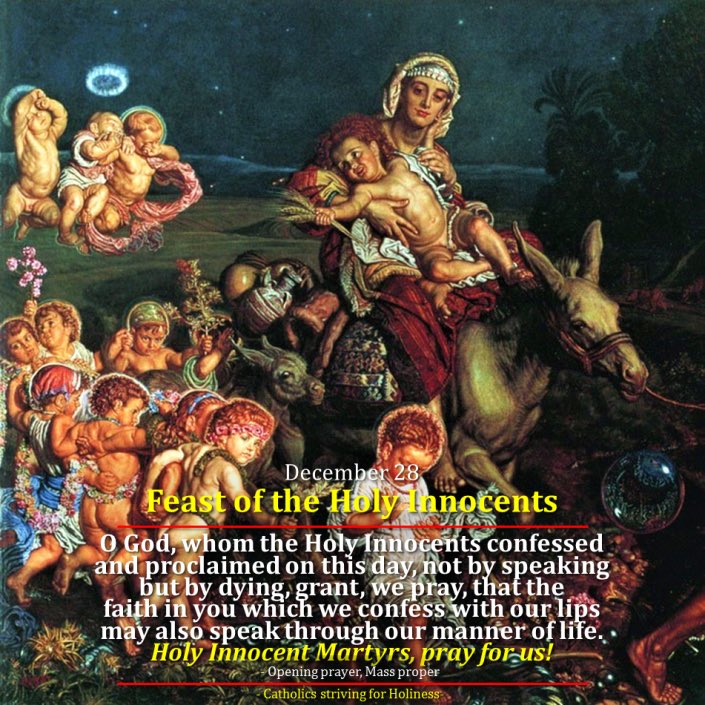 December 28
Feast of the Holy Innocents
O God, whom the Holy Innocents confessed
and proclaimed on this day, not by speaking
but by dying, grant, we pray, that the
faith in you which we confess with our lips
may also speak through our manner of life.
Holy Innocent Martyrs, pray for us!
- Opening prayer, Mass proper
- Catholics striving for Holiness-